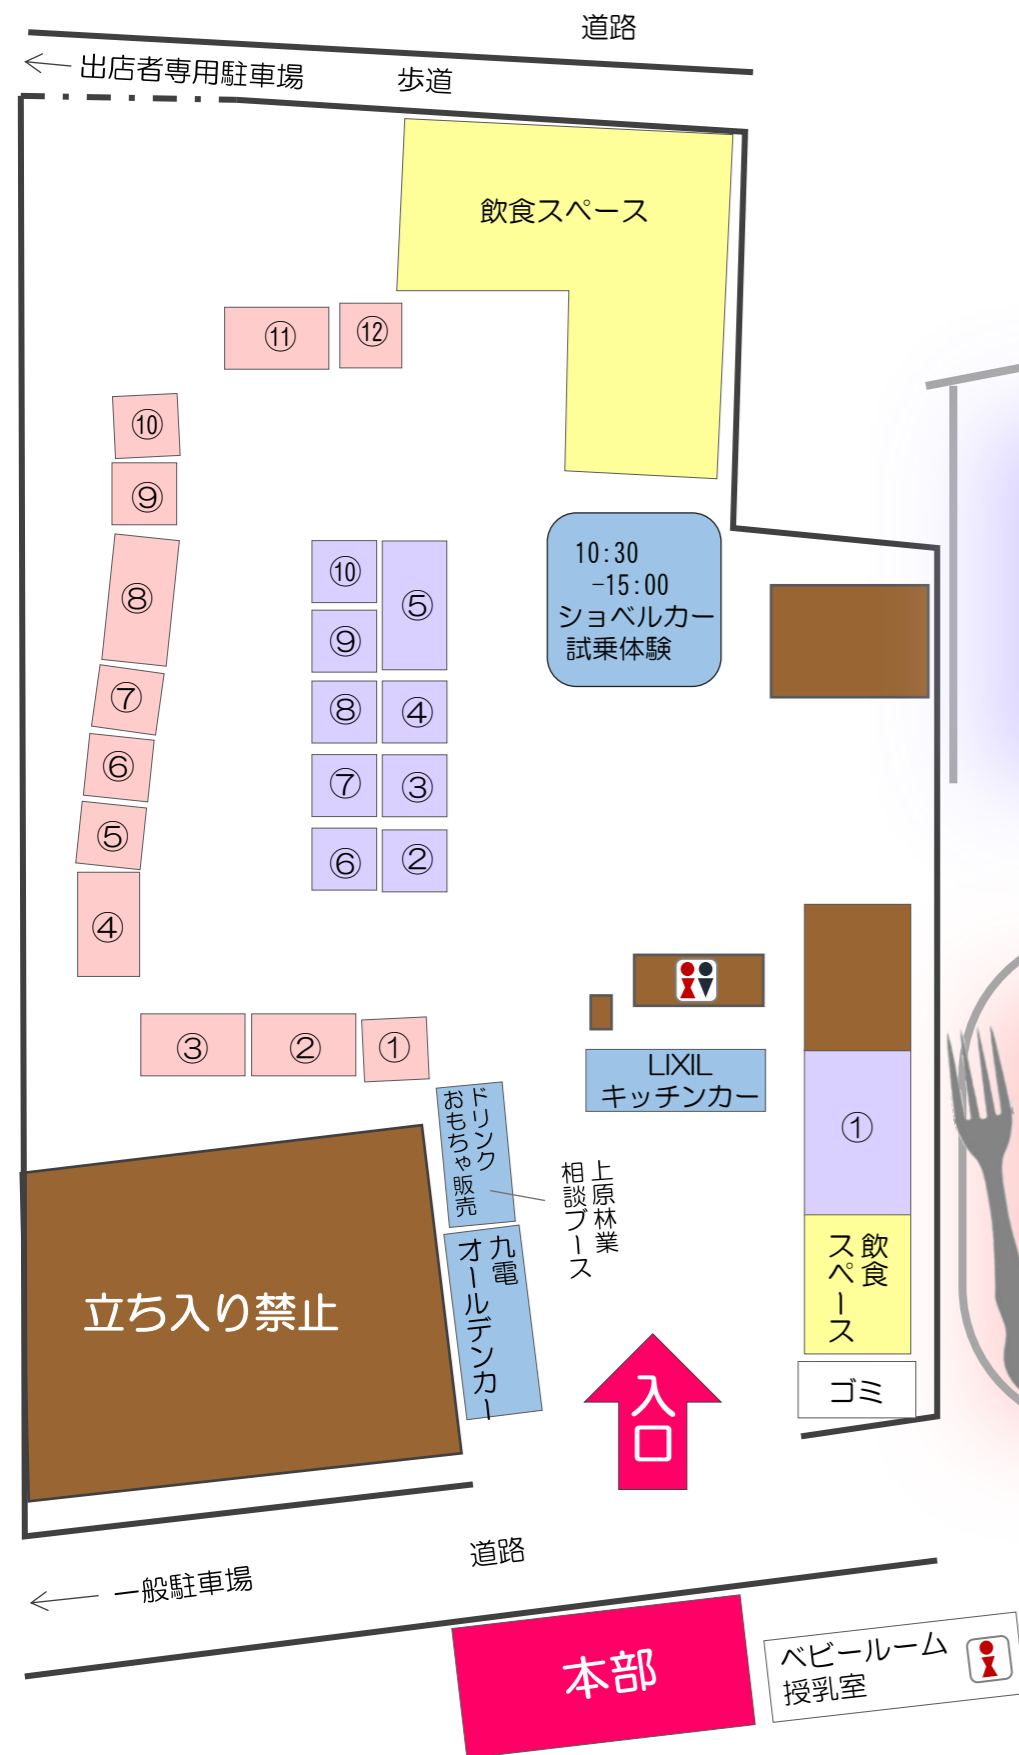 道路
出店者専用駐車場
歩道
飲食スペース
⑪
⑫
⑩
⑨
⑧
⑦
⑥
⑤
④
③
②
①
⑩
⑤
⑨
⑧
④
⑦
③
⑥
②
10:30
-15:00
ショベルカー
試乗体験
LIXIL
キッチンカー
①
飲食
スペース
ゴミ
ドリンク
おもちゃ販売
上原林業
相談ブース
九電
オールデンカー
立ち入り禁止
入口
道路
一般駐車場
本部
ベビールーム
授乳室